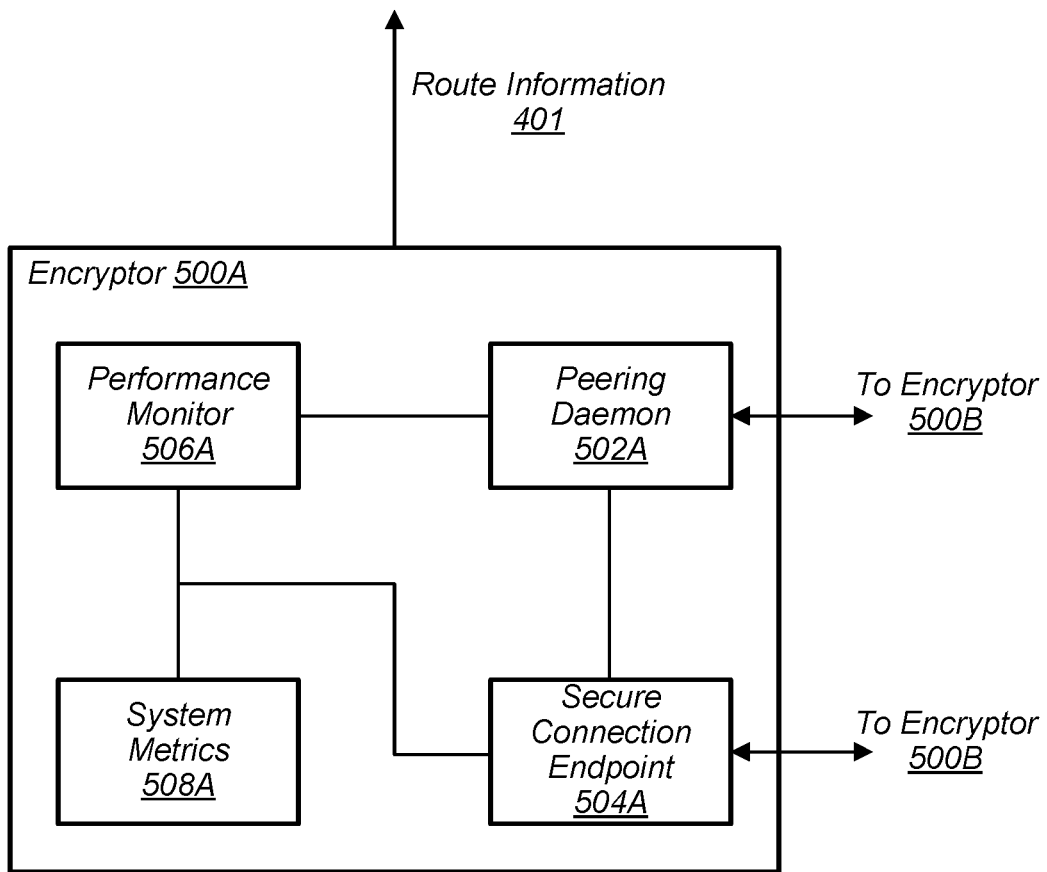 Route Information
401
Encryptor 500A
Performance
Monitor
506A
Peering
Daemon
502A
To Encryptor
500B
System
Metrics
508A
Secure
Connection
Endpoint
504A
To Encryptor
500B